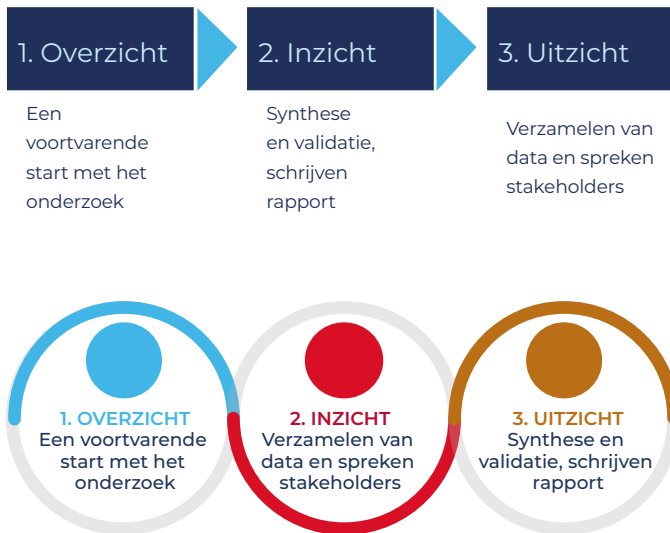 1. Overzicht
Een
voortvarende
start met het
onderzoek
2. Inzicht
Synthese
en validatie,
schrijven
rapport
3. Uitzicht
Verzamelen van
data en spreken
stakeholders
1. OVERZICHT
Een voortvarende
start met het
onderzoek
2. INZICHT
Verzamelen van
data en spreken
stakeholders
3. UITZICHT
Synthese en
validatie, schrijven
rapport